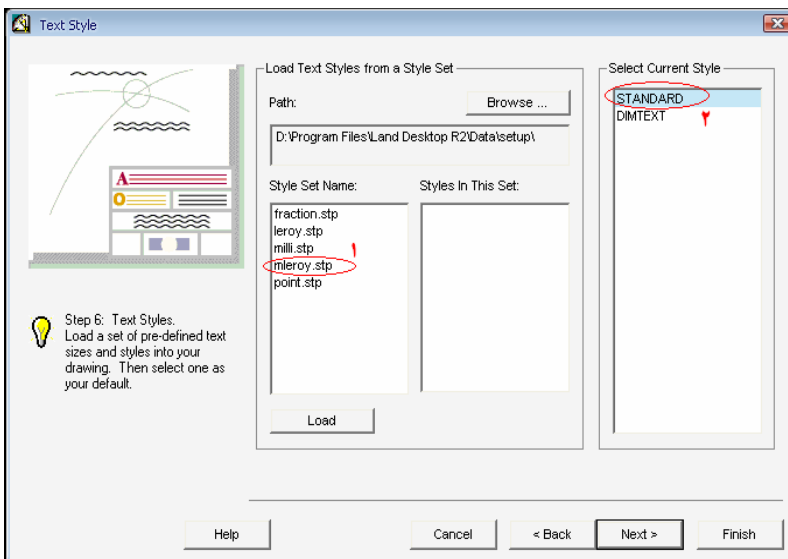 Text Style
Load Text Styles from a Style Set
Path:
Browse ...
D:\Program Files\Land Desktop R2\Data\setup\
Style Set Name:
Styles In This Set:
fraction.stp
leroy.stp
milli.stp
۱
mleroy.stp
point.stp
Load
Select Current Style
STANDARD
DIMTEXT
۲
A
O
Step 6: Text Styles.
Load a set of pre-defined text
sizes and styles into your
drawing. Then select one as
your default.
Help
Cancel
< Back
Next >
Finish